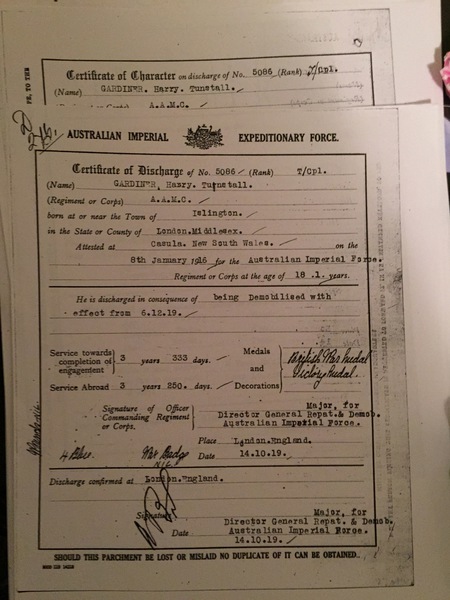 Certificate of Character on discharge of No. 5086 (Rank) T/Cpl.
(Name) GARDINER. Harry. Tunstall.
(Regiment or Corps) A.A.M.C.
AUSTRALIAN IMPERIAL EXPEDITIONARY FORCE.
Certificate of Discharge of No. 5086 (Rank) T/Cpl.
(Name) GARDINER. Harry. Tunstall.
(Regiment or Corps) A.A.M.C.
born at or near the Town of Islington.
in the State or County of London.Middlesex.
Attested at Casula. New South Wales. on the
8th January 1916 for the Australian Imperial Force.
Regiment or Corps at the age of 18 .1. years.
He is discharged in consequence of being Demobilised with
effect from 6.12.19.
Service towards completion of engagement 3 years 333 days.
Medals and Decorations British War Medal Victory Medal.
Service Abroad 3 years 250 days.
Signature of Officer Commanding Regiment or Corps.
Major, for
Director General Repat.& Demob.
Australian Imperial Force.
Place London.England.
4 Blue War Badge
Date 14.10.19.
Discharge confirmed at London.England.
Signature
Major, for
Director General Repat. & Demob.
Australian Imperial Force.
Date 14.10.19.
SHOULD THIS PARCHMENT BE LOST OR MISLAID NO DUPLICATE OF IT CAN BE OBTAINED.